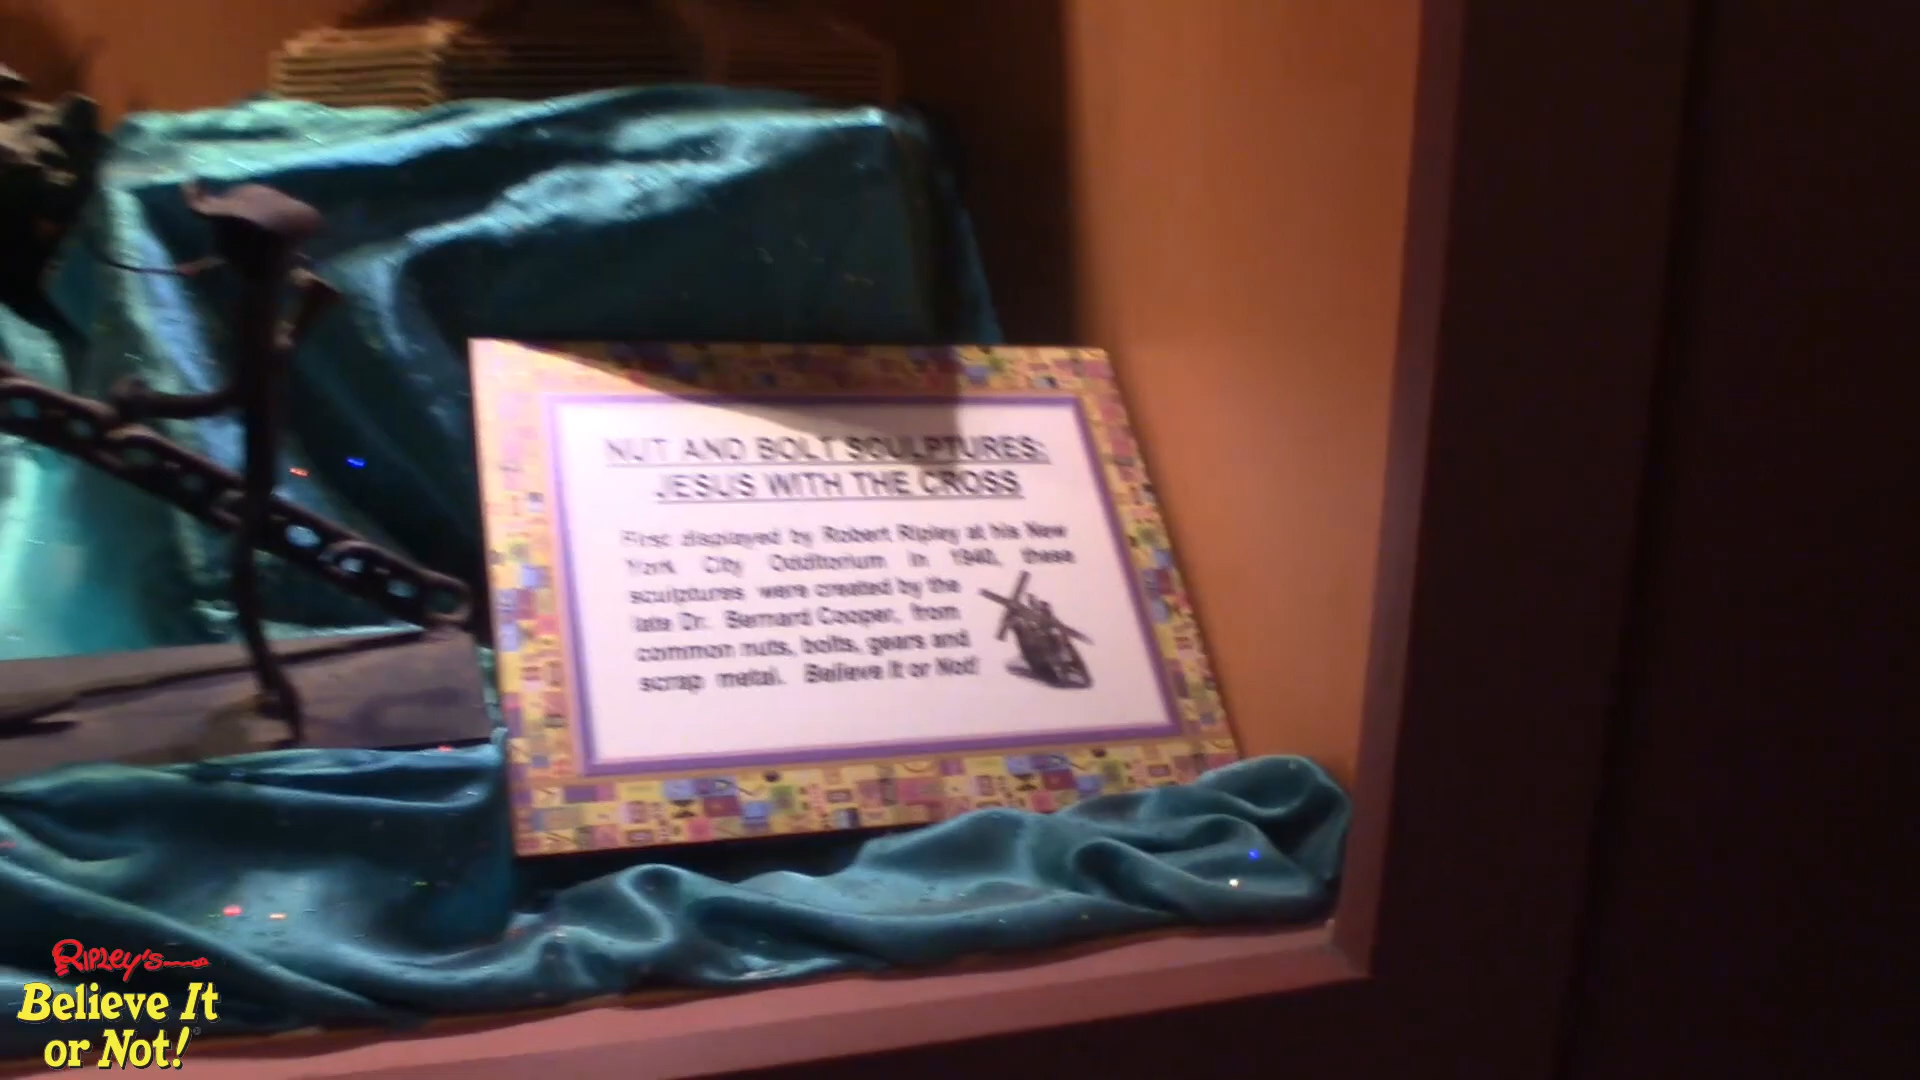 NUT AND BOLT SCULPTURES:
JESUS WITH THE CROSS
First displayed by Robert Ripley at his New
York City Odditorium in 1940, these
sculptures were created by the
late Dr. Bernard Cooper, from
common nuts, bolts, gears and
scrap metal. Believe It or Not!
RIPLEY'S
Believe It
or Not!